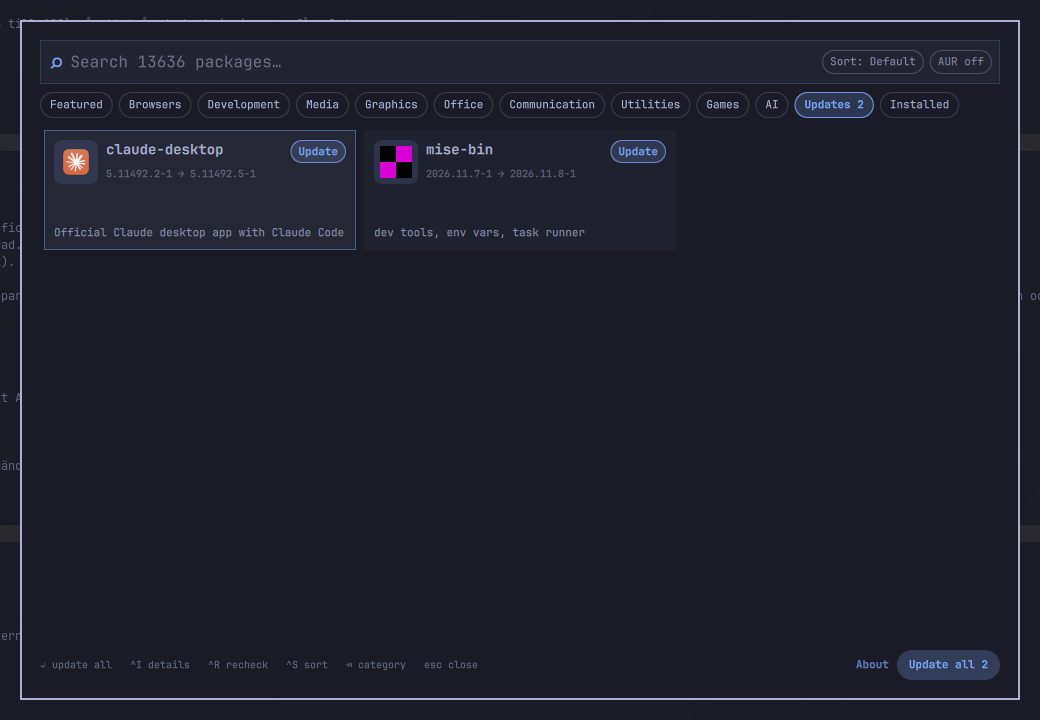 Search 13636 packages…
Sort: Default
AUR off
Featured
Browsers
Development
Media
Graphics
Office
Communication
Utilities
Games
AI
Updates 2
Installed
claude-desktop
Update
5.11492.2-1 → 5.11492.5-1
Official Claude desktop app with Claude Code
mise-bin
Update
2026.11.7-1 → 2026.11.8-1
dev tools, env vars, task runner
↲ update all ^I details ^R recheck ^S sort ⇥ category esc close
About
Update all 2